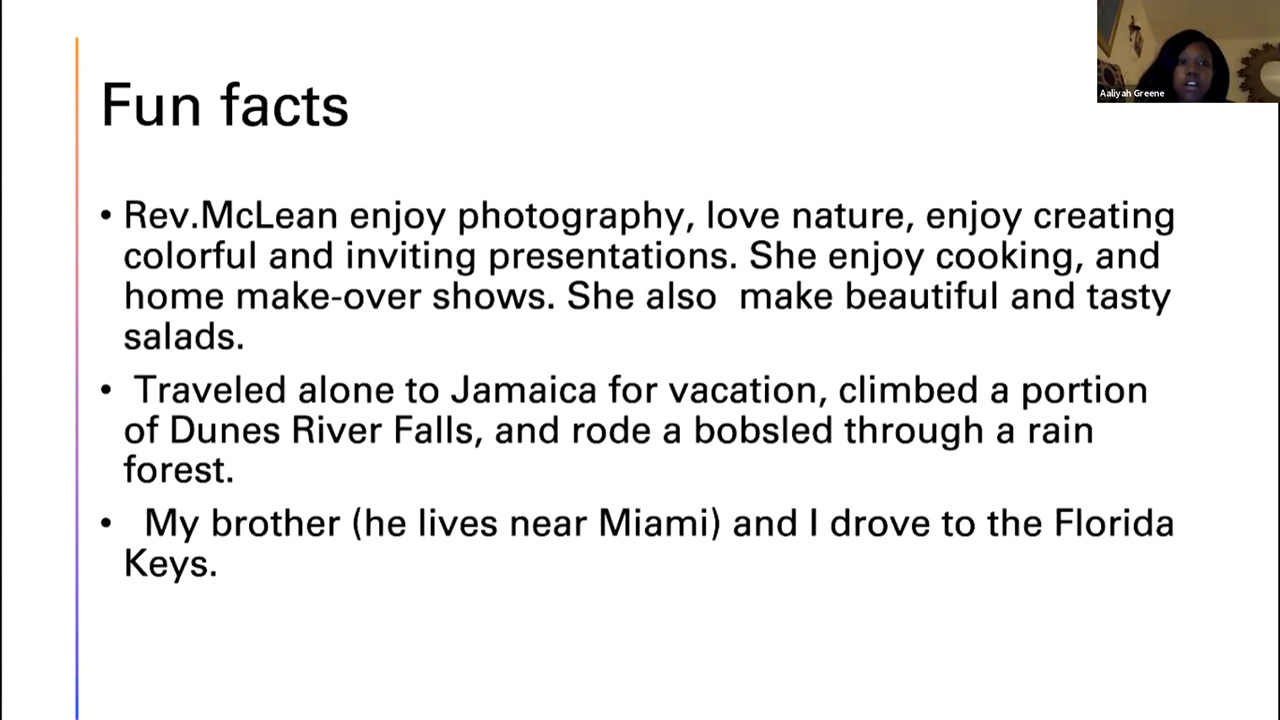 Fun facts
Aaliyah Greene
• Rev.McLean enjoy photography, love nature, enjoy creating
colorful and inviting presentations. She enjoy cooking, and
home make-over shows. She also  make beautiful and tasty
salads.
•  Traveled alone to Jamaica for vacation, climbed a portion
of Dunes River Falls, and rode a bobsled through a rain
forest.
•   My brother (he lives near Miami) and I drove to the Florida
Keys.